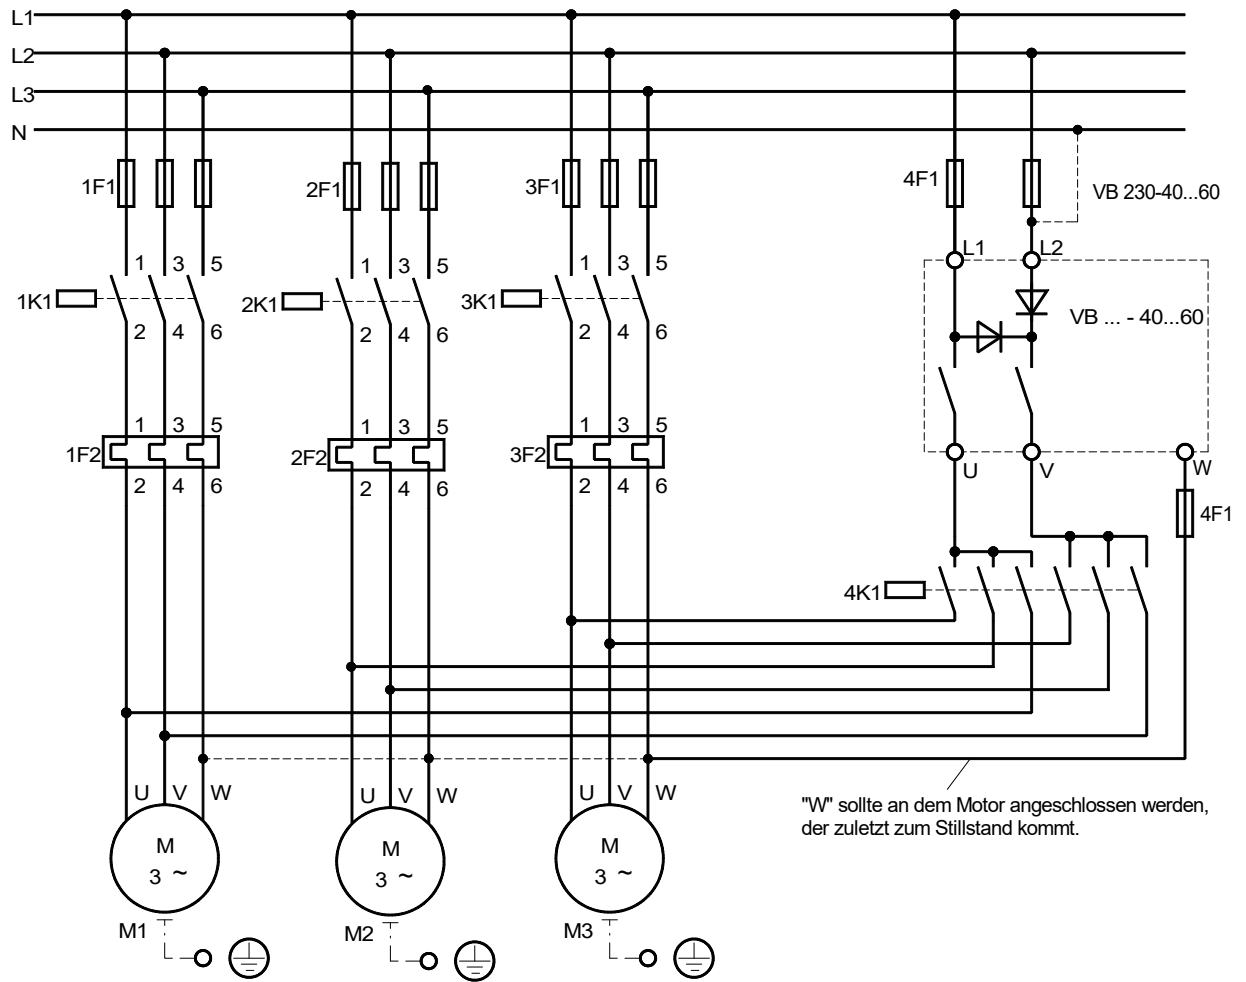 L1
L2
L3
N
1F1
2F1
3F1
4F1
VB 230-40...60
L1
L2
1 3 5
1 3 5
1 3 5
1K1
2K1
3K1
VB ... - 40...60
2 4 6
2 4 6
2 4 6
1 3 5
1 3 5
1 3 5
1F2
2F2
3F2
U V W
2 4 6
2 4 6
2 4 6
4F1
4K1
U V W
U V W
U V W
"W" sollte an dem Motor angeschlossen werden,
der zuletzt zum Stillstand kommt.
M
3 ~
M
3 ~
M
3 ~
M1
M2
M3